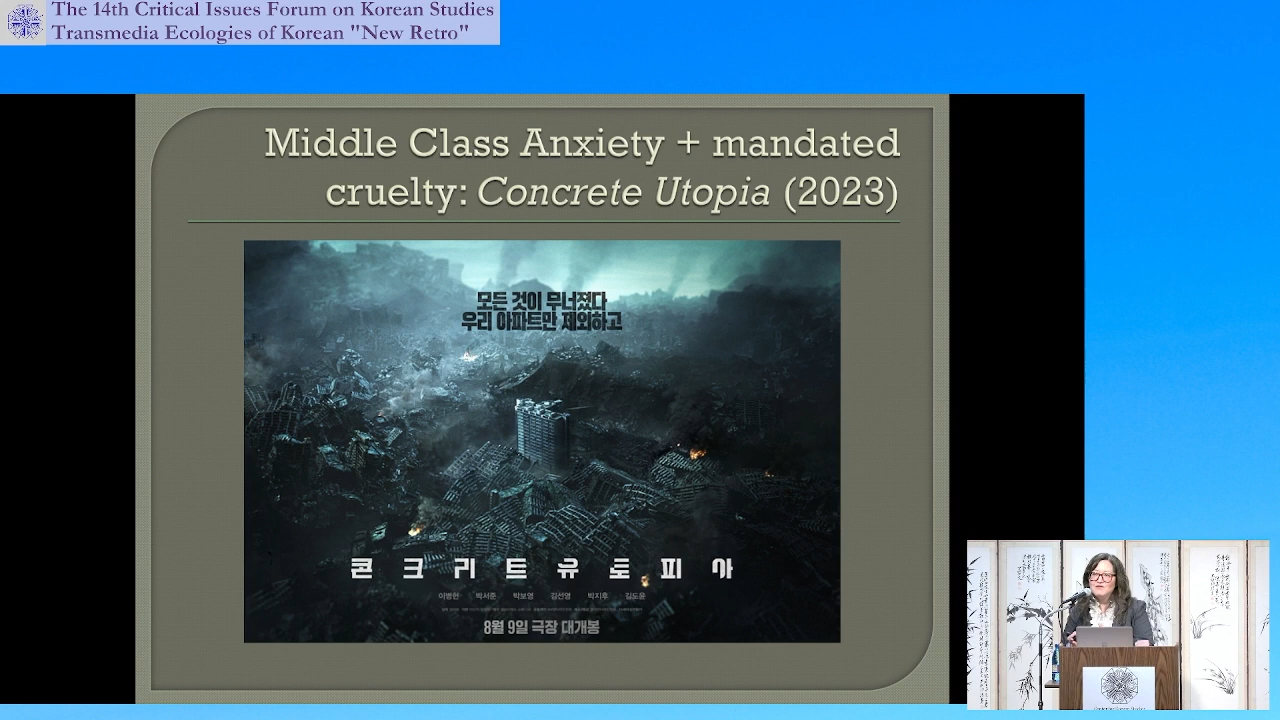 The 14th Critical Issues Forum on Korean Studies
Transmedia Ecologies of Korean "New Retro"
Middle Class Anxiety + mandated
cruelty: Concrete Utopia (2023)
모든 것이 무너졌다
우리 아파트만 제외하고
콘크리트유토피아
이병헌 박서준 박보영 김선영 박지후 김도윤
8월 9일 극장 대개봉